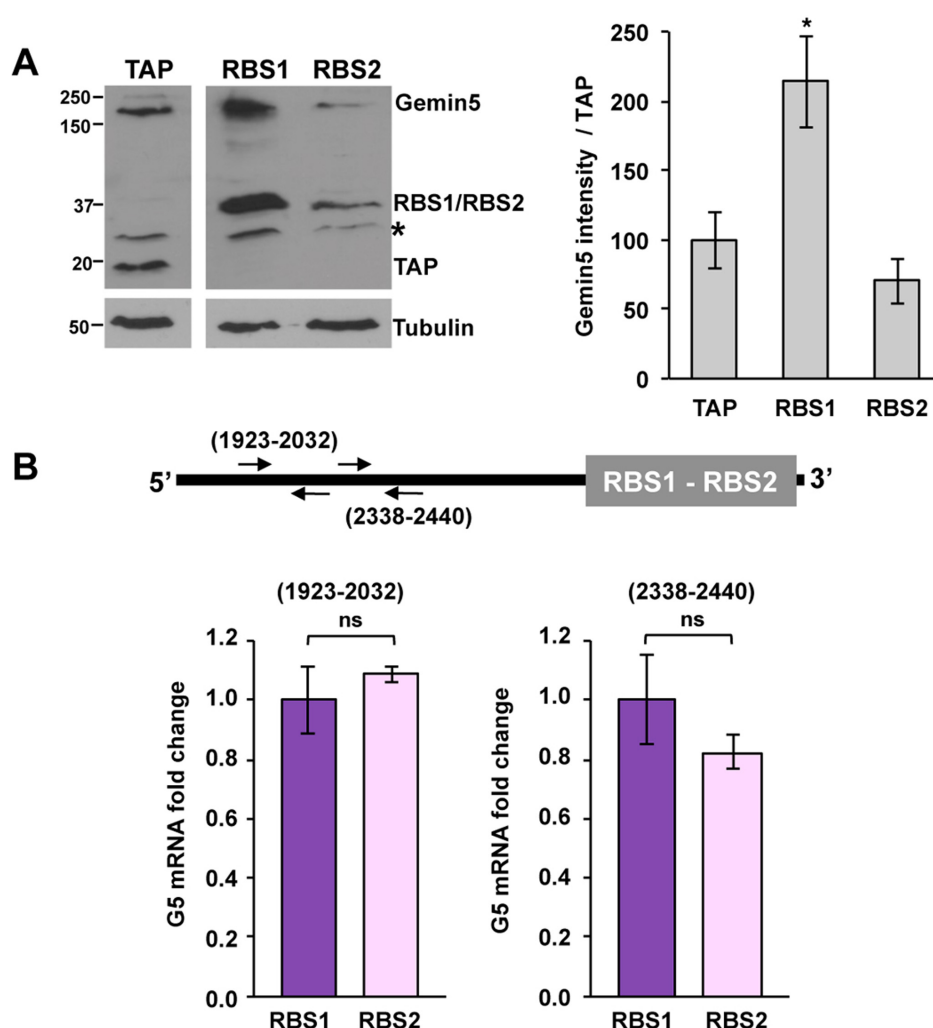 A
TAP RBS1 RBS2
250
150
37
20
50
Gemin5
RBS1/RBS2
*
TAP
Tubulin
Gemin5 intensity / TAP
250
200
150
100
50
0
*
TAP RBS1 RBS2
B
(1923-2032)
5’ RBS1 - RBS2 3’
(2338-2440)
(1923-2032)
ns
G5 mRNA fold change
1.2
1.0
0.8
0.6
0.4
0.2
0.0
RBS1 RBS2
(2338-2440)
ns
G5 mRNA fold change
1.2
1.0
0.8
0.6
0.4
0.2
0.0
RBS1 RBS2